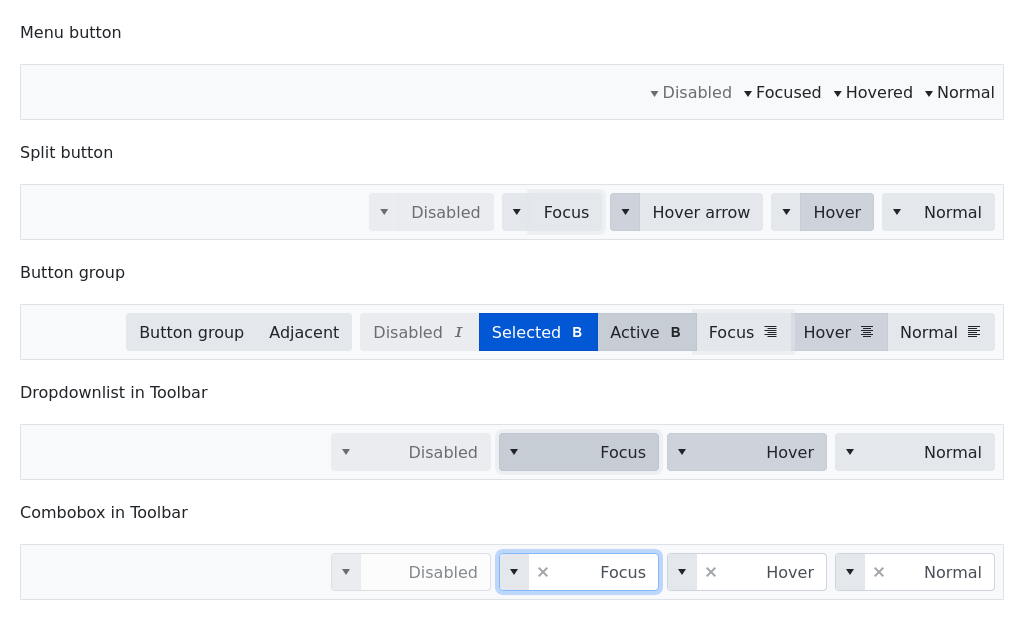 Menu button
Disabled Focused Hovered Normal
Split button
Disabled Focus Hover arrow Hover Normal
Button group
Button group Adjacent Disabled I Selected B Active B Focus Hover Normal
Dropdownlist in Toolbar
Disabled Focus Hover Normal
Combobox in Toolbar
Disabled Focus Hover Normal